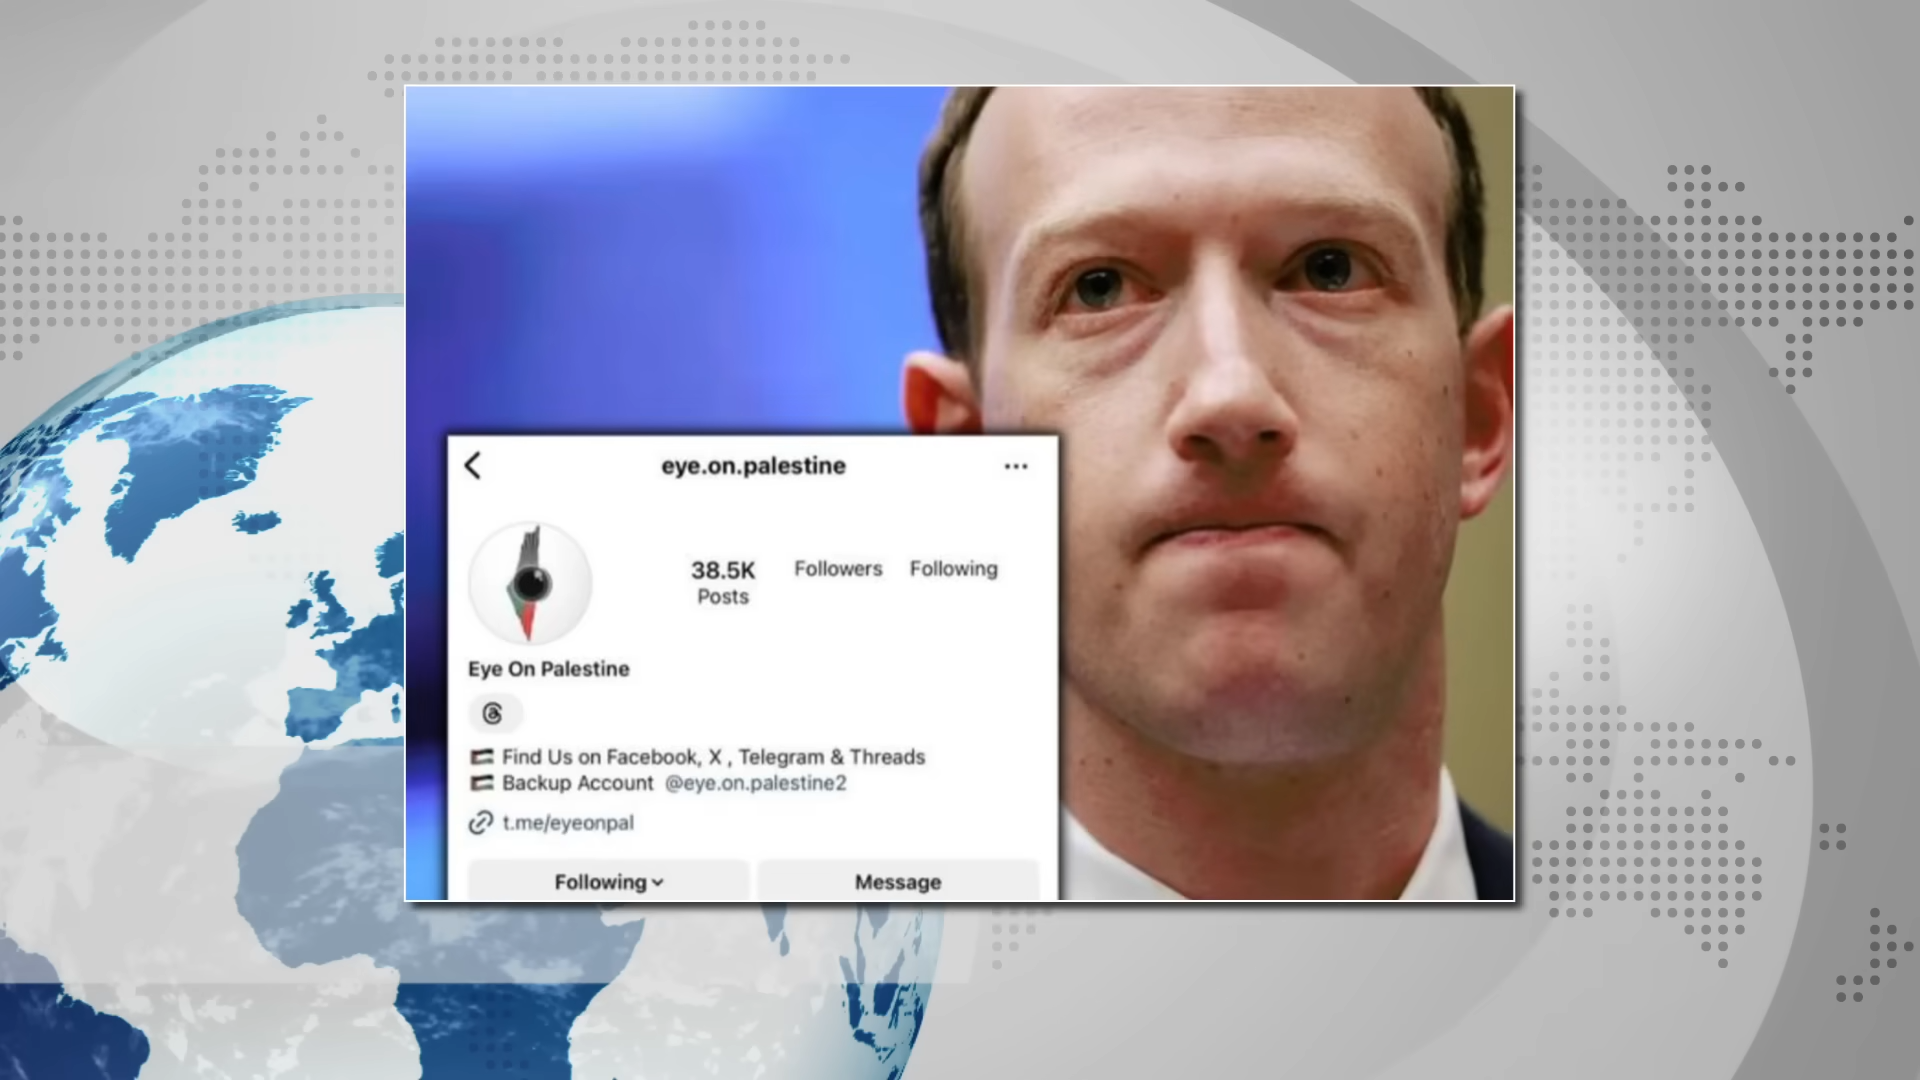 eye.on.palestine
38.5K Followers Following
Posts
Eye On Palestine
Find Us on Facebook, X , Telegram & Threads
Backup Account @eye.on.palestine2
t.me/eyeonpal
Following Message